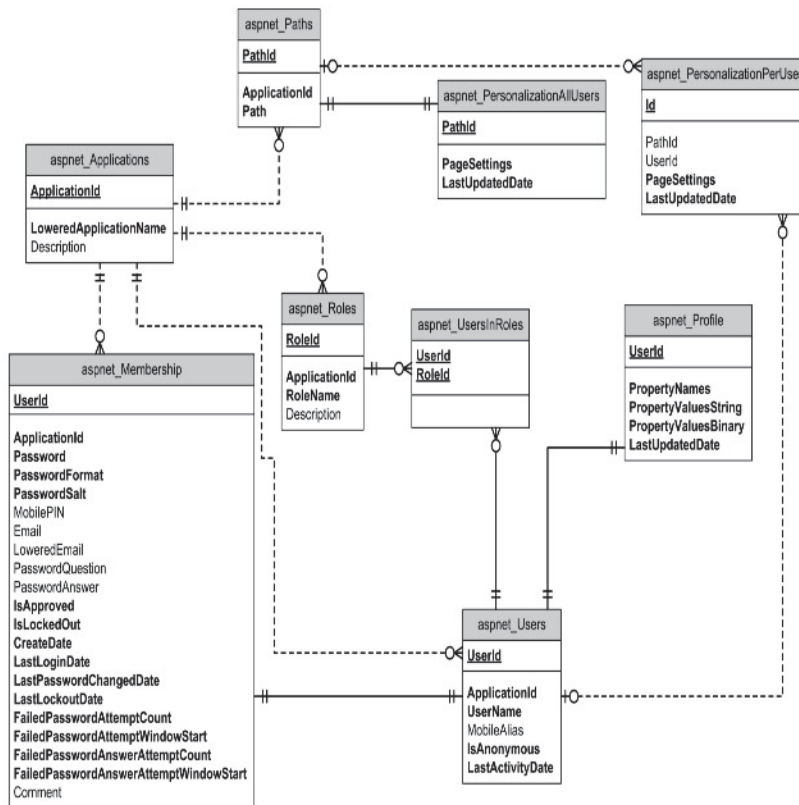 aspnet_Paths
PathId
ApplicationId
Path
aspnet_PersonalizationAllUsers
PathId
PageSettings
LastUpdatedDate
aspnet_PersonalizationPerUse
Id
PathId
UserId
PageSettings
LastUpdatedDate
aspnet_Applications
ApplicationId
LoweredApplicationName
Description
aspnet_Roles
RoleId
ApplicationId
RoleName
Description
aspnet_UsersInRoles
UserId
RoleId
aspnet_Profile
UserId
PropertyNames
PropertyValuesString
PropertyValuesBinary
LastUpdatedDate
aspnet_Membership
UserId
ApplicationId
Password
PasswordFormat
PasswordSalt
MobilePIN
Email
LoweredEmail
PasswordQuestion
PasswordAnswer
IsApproved
IsLockedOut
CreateDate
LastLoginDate
LastPasswordChangedDate
LastLockoutDate
FailedPasswordAttemptCount
FailedPasswordAttemptWindowStart
FailedPasswordAnswerAttemptCount
FailedPasswordAnswerAttemptWindowStart
Comment
aspnet_Users
UserId
ApplicationId
UserName
MobileAlias
IsAnonymous
LastActivityDate